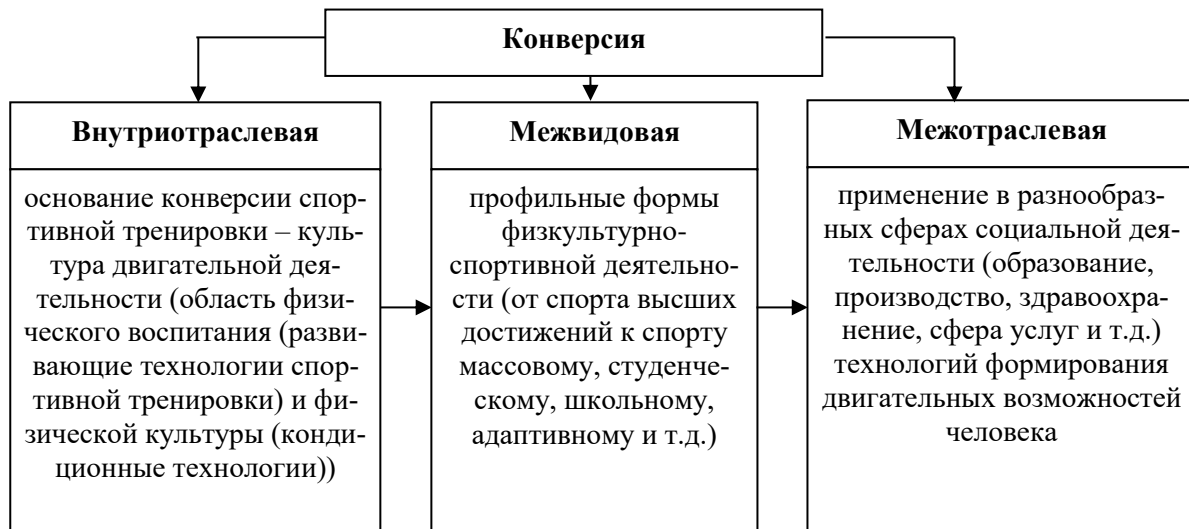 Конверсия
Внутриотраслевая
основание конверсии спор-
тивной тренировки – куль-
тура двигательной дея-
тельности (область физи-
ческого воспитания (разви-
вающие технологии спор-
тивной тренировки) и фи-
зической культуры (конди-
ционные технологии))
Межвидовая
профильные формы
физкультурно-
спортивной деятельно-
сти (от спорта высших
достижений к спорту
массовому, студенче-
скому, школьному,
адаптивному и т.д.)
Межотраслевая
применение в разнообраз-
ных сферах социальной дея-
тельности (образование,
производство, здравоохра-
нение, сфера услуг и т.д.)
технологий формирования
двигательных возможностей
человека